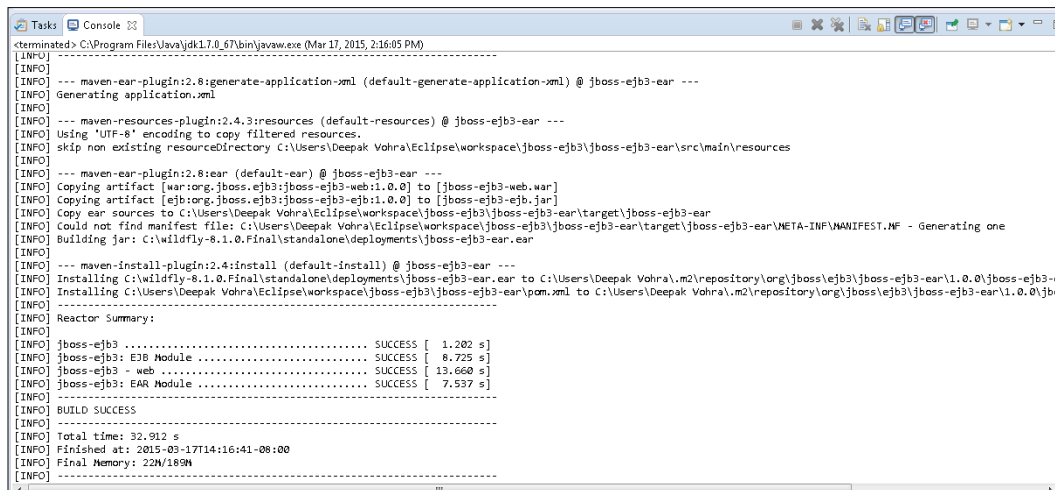 Tasks Console
<terminated> C:\Program Files\Java\jdk1.7.0_67\bin\javaw.exe (Mar 17, 2015, 2:16:05 PM)
[INFO] ------------------------------------------------------------------------
[INFO]
[INFO] --- maven-ear-plugin:2.8:generate-application-xml (default-generate-application-xml) @ jboss-ejb3-ear ---
[INFO] Generating application.xml
[INFO]
[INFO] --- maven-resources-plugin:2.4.3:resources (default-resources) @ jboss-ejb3-ear ---
[INFO] Using 'UTF-8' encoding to copy filtered resources.
[INFO] skip non existing resourceDirectory C:\Users\Deepak Vohra\Eclipse\workspace\jboss-ejb3\jboss-ejb3-ear\src\main\resources
[INFO]
[INFO] --- maven-ear-plugin:2.8:ear (default-ear) @ jboss-ejb3-ear ---
[INFO] Copying artifact [war:org.jboss.ejb3:jboss-ejb3-web:1.0.0] to [jboss-ejb3-web.war]
[INFO] Copying artifact [ejb:org.jboss.ejb3:jboss-ejb3-ejb:1.0.0] to [jboss-ejb3-ejb.jar]
[INFO] Copy ear sources to C:\Users\Deepak Vohra\Eclipse\workspace\jboss-ejb3\jboss-ejb3-ear\target\jboss-ejb3-ear
[INFO] Could not find manifest file: C:\Users\Deepak Vohra\Eclipse\workspace\jboss-ejb3\jboss-ejb3-ear\target\jboss-ejb3-ear\META-INF\MANIFEST.MF - Generating one
[INFO] Building jar: C:\wildfly-8.1.0.Final\standalone\deployments\jboss-ejb3-ear.ear
[INFO]
[INFO] --- maven-install-plugin:2.4:install (default-install) @ jboss-ejb3-ear ---
[INFO] Installing C:\wildfly-8.1.0.Final\standalone\deployments\jboss-ejb3-ear.ear to C:\Users\Deepak Vohra\.m2\repository\org\jboss\ejb3\jboss-ejb3-ear\1.0.0\jboss-ejb3-e
[INFO] Installing C:\Users\Deepak Vohra\Eclipse\workspace\jboss-ejb3\jboss-ejb3-ear\pom.xml to C:\Users\Deepak Vohra\.m2\repository\org\jboss\ejb3\jboss-ejb3-ear\1.0.0\jbo
[INFO] ------------------------------------------------------------------------
[INFO] Reactor Summary:
[INFO]
[INFO] jboss-ejb3 ........................................ SUCCESS [  1.202 s]
[INFO] jboss-ejb3: EJB Module ............................ SUCCESS [  8.725 s]
[INFO] jboss-ejb3 - web .................................. SUCCESS [ 13.660 s]
[INFO] jboss-ejb3: EAR Module ............................ SUCCESS [  7.537 s]
[INFO] ------------------------------------------------------------------------
[INFO] BUILD SUCCESS
[INFO] ------------------------------------------------------------------------
[INFO] Total time: 32.912 s
[INFO] Finished at: 2015-03-17T14:16:41-08:00
[INFO] Final Memory: 22M/189M
[INFO] ------------------------------------------------------------------------